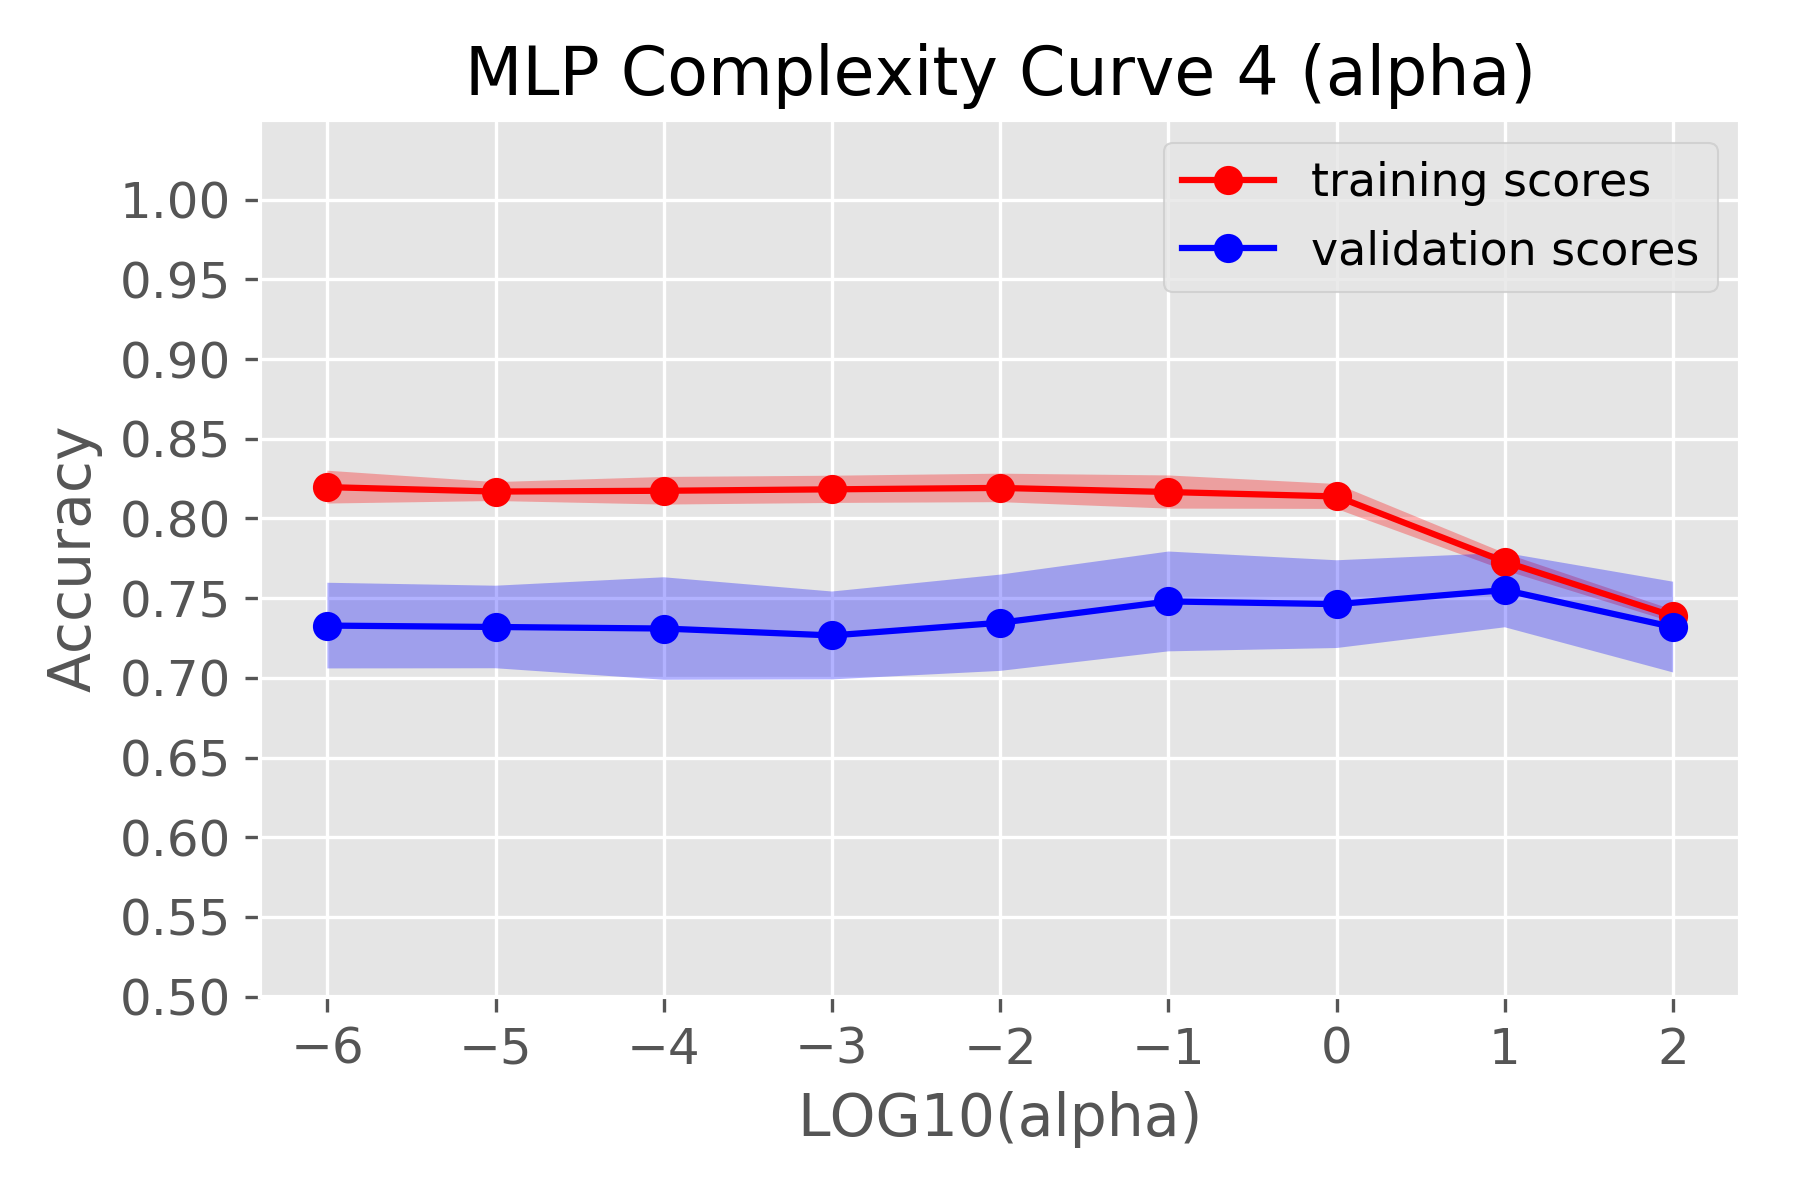 MLP Complexity Curve 4 (alpha)
training scores
validation scores
1.00
0.95
0.90
0.85
0.80
0.75
0.70
0.65
0.60
0.55
0.50
Accuracy
−6 −5 −4 −3 −2 −1 0 1 2
LOG10(alpha)